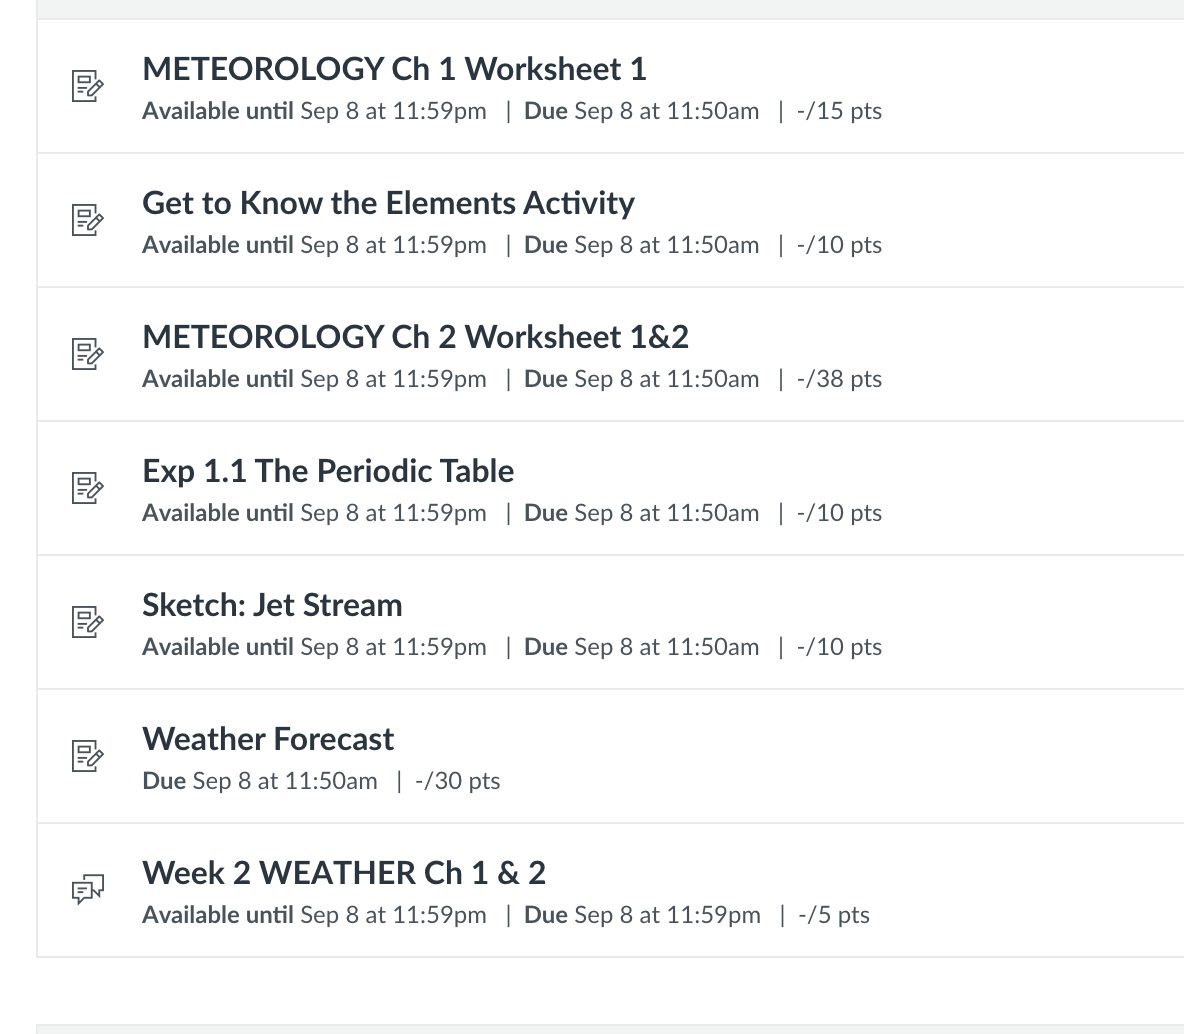 METEOROLOGY Ch 1 Worksheet 1
Available until Sep 8 at 11:59pm | Due Sep 8 at 11:50am | -/15 pts
Get to Know the Elements Activity
Available until Sep 8 at 11:59pm | Due Sep 8 at 11:50am | -/10 pts
METEOROLOGY Ch 2 Worksheet 1&2
Available until Sep 8 at 11:59pm | Due Sep 8 at 11:50am | -/38 pts
Exp 1.1 The Periodic Table
Available until Sep 8 at 11:59pm | Due Sep 8 at 11:50am | -/10 pts
Sketch: Jet Stream
Available until Sep 8 at 11:59pm | Due Sep 8 at 11:50am | -/10 pts
Weather Forecast
Due Sep 8 at 11:50am | -/30 pts
Week 2 WEATHER Ch 1 & 2
Available until Sep 8 at 11:59pm | Due Sep 8 at 11:59pm | -/5 pts